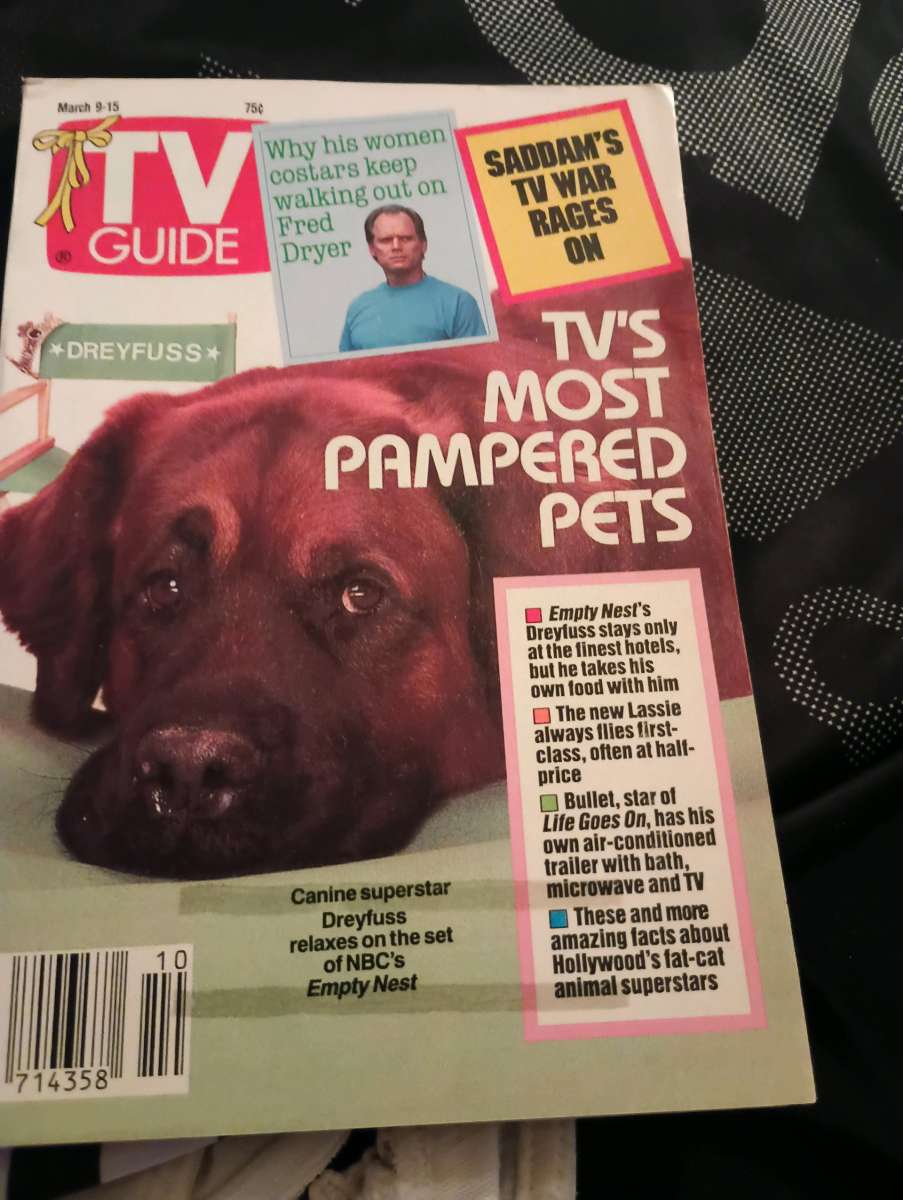 March 9-15
75¢
TV
GUIDE
®
Why his women
costars keep
walking out on
Fred
Dryer
SADDAM'S
TV WAR
RAGES
ON
★DREYFUSS★
TV'S
MOST
PAMPERED
PETS
Empty Nest's
Dreyfuss stays only
at the finest hotels,
but he takes his
own food with him
The new Lassie
always flies first-
class, often at half-
price
Bullet, star of
Life Goes On, has his
own air-conditioned
trailer with bath,
microwave and TV
These and more
amazing facts about
Hollywood's fat-cat
animal superstars
Canine superstar
Dreyfuss
relaxes on the set
of NBC's
Empty Nest
10
714358